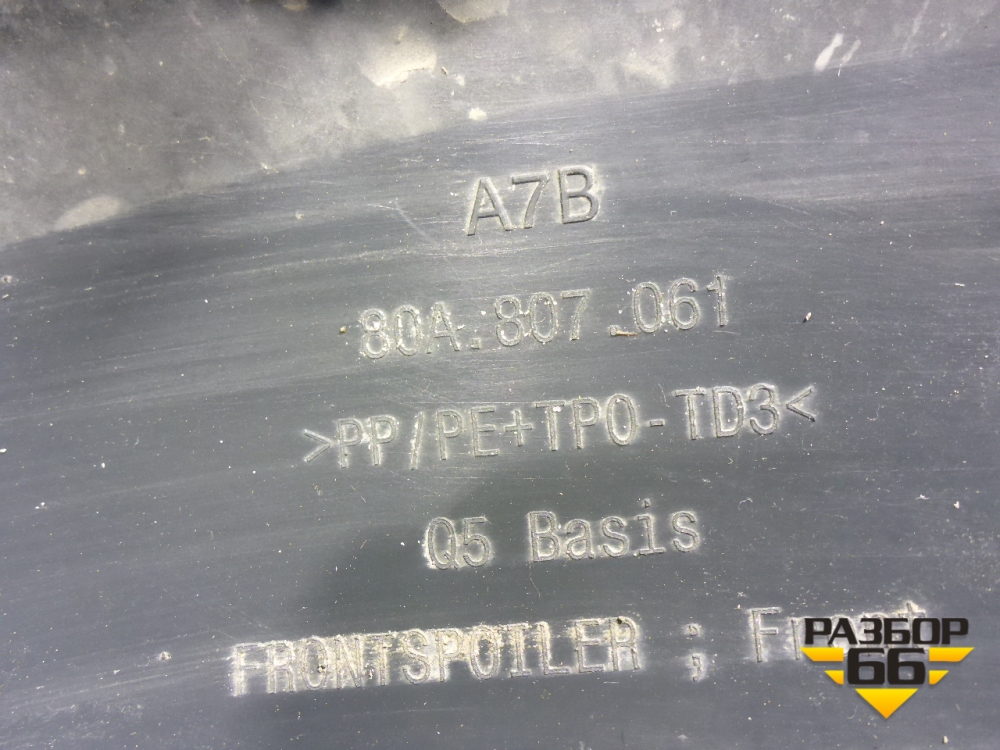 A7B
80A.807.061
>PP/PE+TPO-TD3<
Q5 Basis
FRONTSPOILER ;
РАЗБОР
66